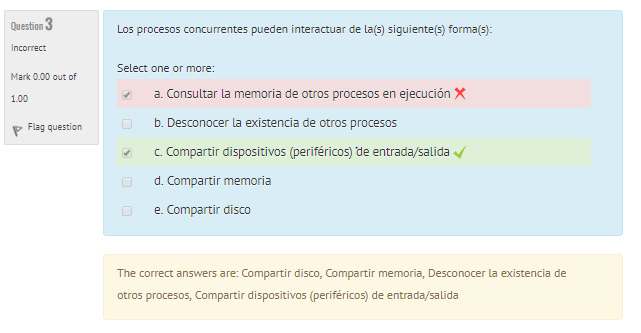 Question 3
Incorrect
Mark 0.00 out of
1.00
Flag question
Los procesos concurrentes pueden interactuar de la(s) siguiente(s) forma(s):
Select one or more:
a. Consultar la memoria de otros procesos en ejecución
b. Desconocer la existencia de otros procesos
c. Compartir dispositivos (periféricos) de entrada/salida
d. Compartir memoria
e. Compartir disco
The correct answers are: Compartir disco, Compartir memoria, Desconocer la existencia de
otros procesos, Compartir dispositivos (periféricos) de entrada/salida